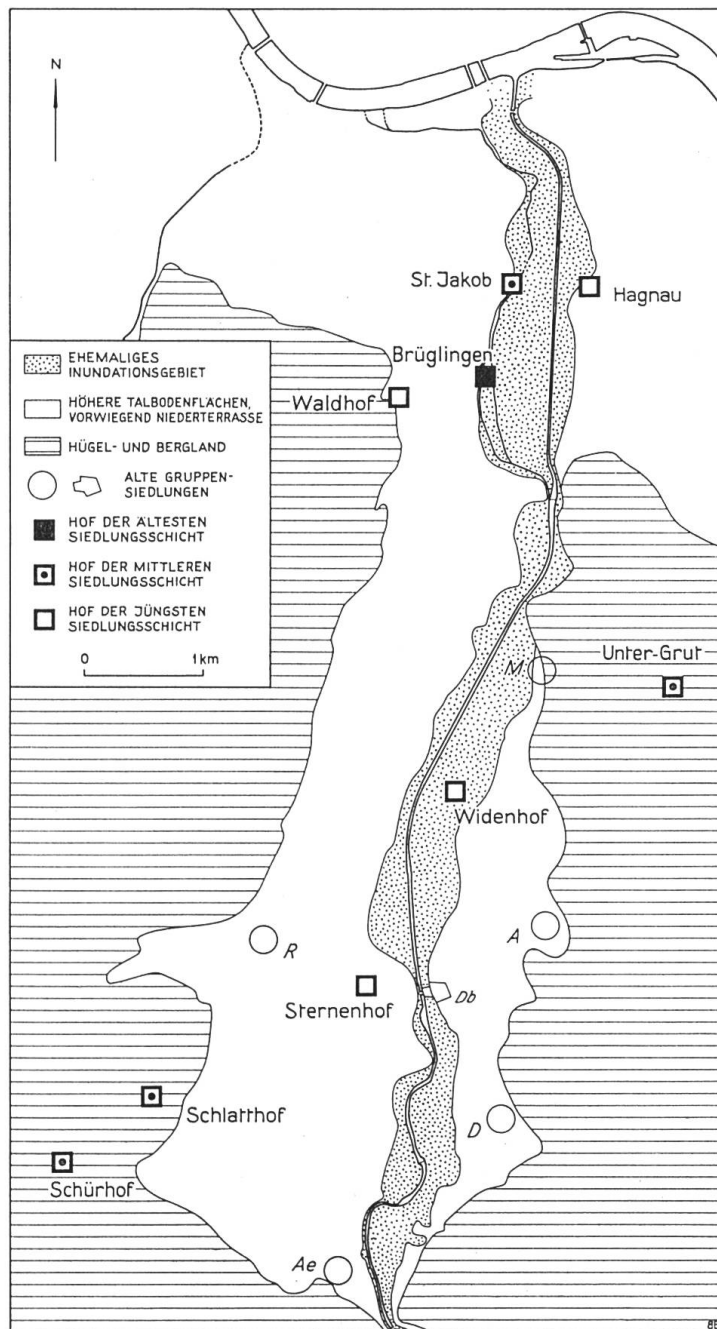 N
St. Jakob
Hagnau
Brüglingen
Waldhof
EHEMALIGES
INUNDATIONSGEBIET
HÖHERE TALBODENFLÄCHEN,
VORWIEGEND NIEDERTERRASSE
HÜGEL- UND BERGLAND
ALTE GRUPPEN-
SIEDLUNGEN
HOF DER ÄLTESTEN
SIEDLUNGSSCHICHT
HOF DER MITTLEREN
SIEDLUNGSSCHICHT
HOF DER JÜNGSTEN
SIEDLUNGSSCHICHT
0 1km
Unter-Grut
M
Widenhof
A
R
Sternenhof
Db
Schlatthof
D
Schürhof
Ae